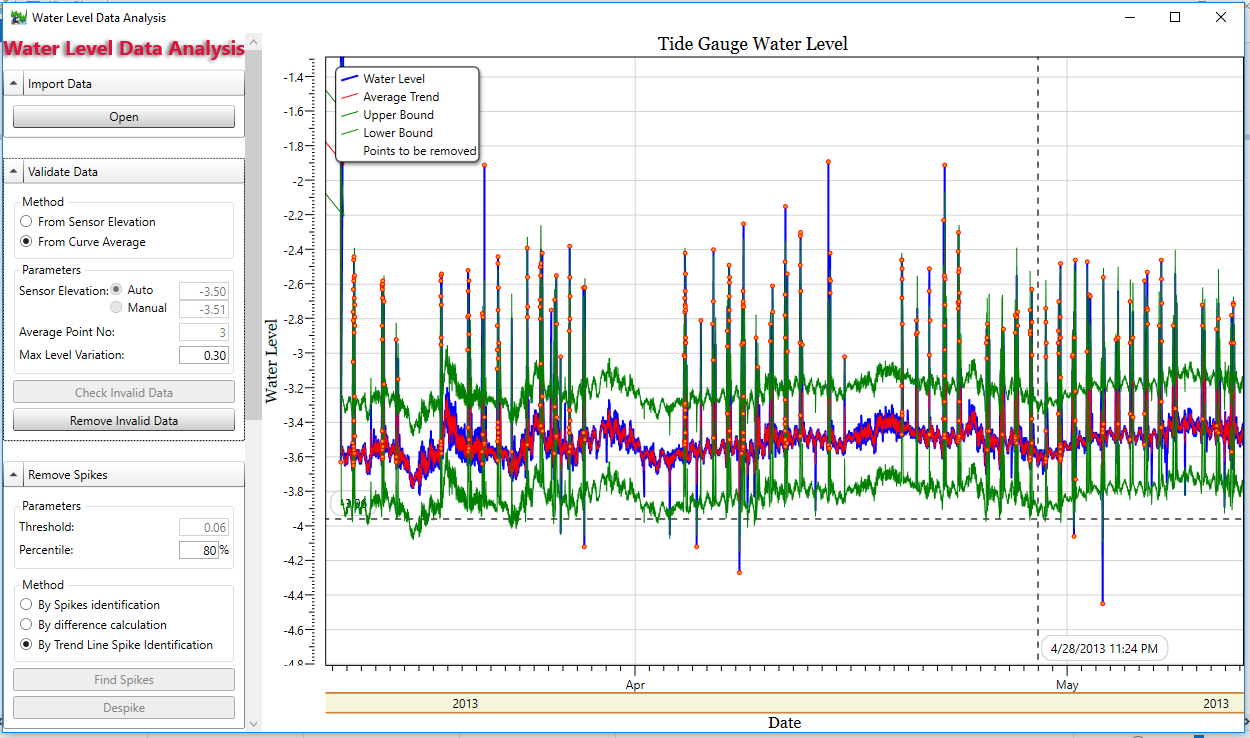 Water Level Data Analysis
Water Level Data Analysis
Import Data
Open
Validate Data
Method
From Sensor Elevation
From Curve Average
Parameters
Sensor Elevation: Auto -3.50
Manual -3.51
Average Point No: 3
Max Level Variation: 0.30
Check Invalid Data
Remove Invalid Data
Remove Spikes
Parameters
Threshold: 0.06
Percentile: 80 %
Method
By Spikes identification
By difference calculation
By Trend Line Spike Identification
Find Spikes
Despike
Tide Gauge Water Level
Water Level
Average Trend
Upper Bound
Lower Bound
Points to be removed
Water Level
-1.4
-1.6
-1.8
-2
-2.2
-2.4
-2.6
-2.8
-3
-3.2
-3.4
-3.6
-3.8
-4
-4.2
-4.4
-4.6
-4.8
4/28/2013 11:24 PM
Apr
May
2013
2013
Date